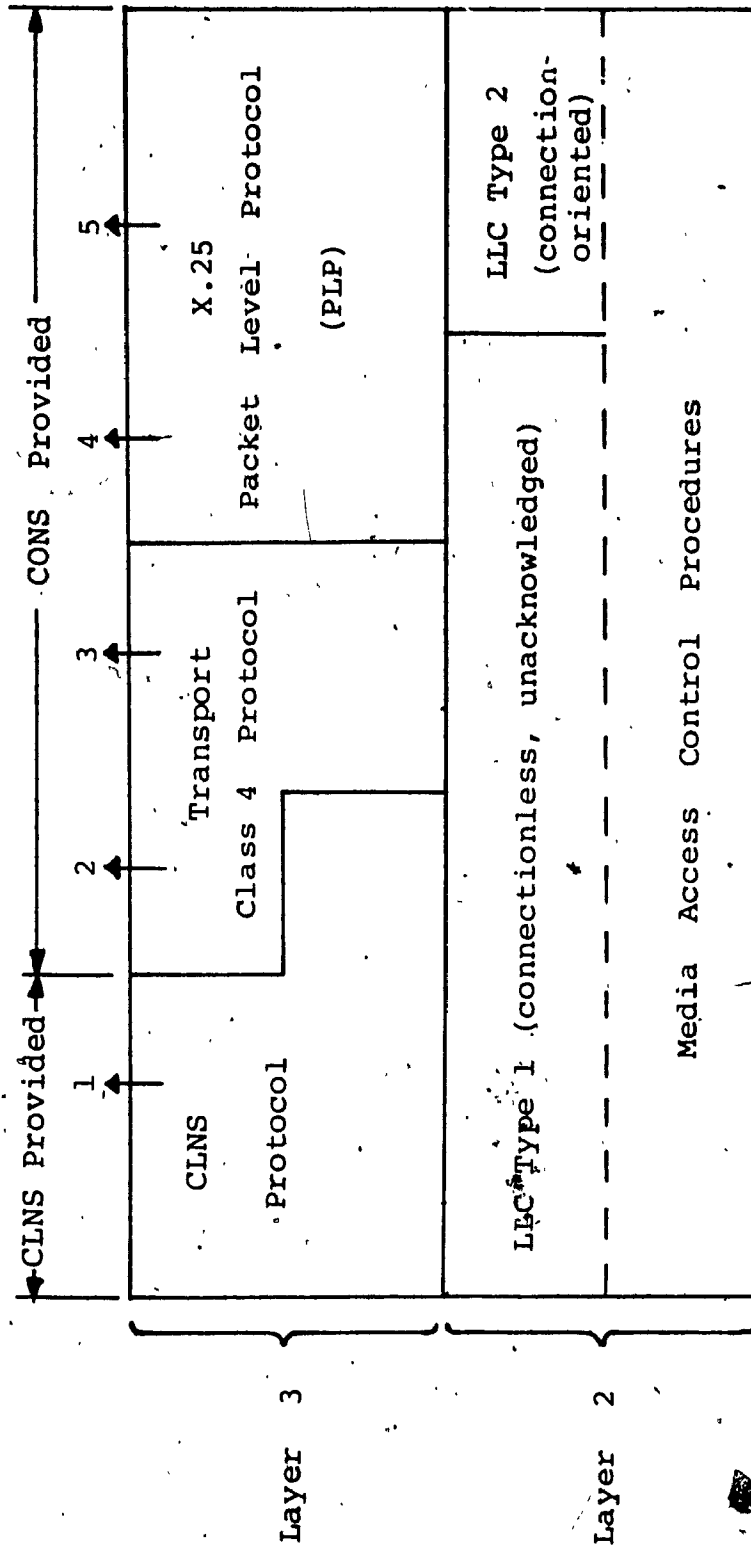 CLNS Provided
CONS Provided
1
2
3
4
5
CLNS
Protocol
Transport
Class 4 Protocol
X.25
Packet Level Protocol
(PLP)
Layer 3
LLC Type 1 (connectionless, unacknowledged)
LLC Type 2
(connection-
oriented)
Layer 2
Media Access Control Procedures